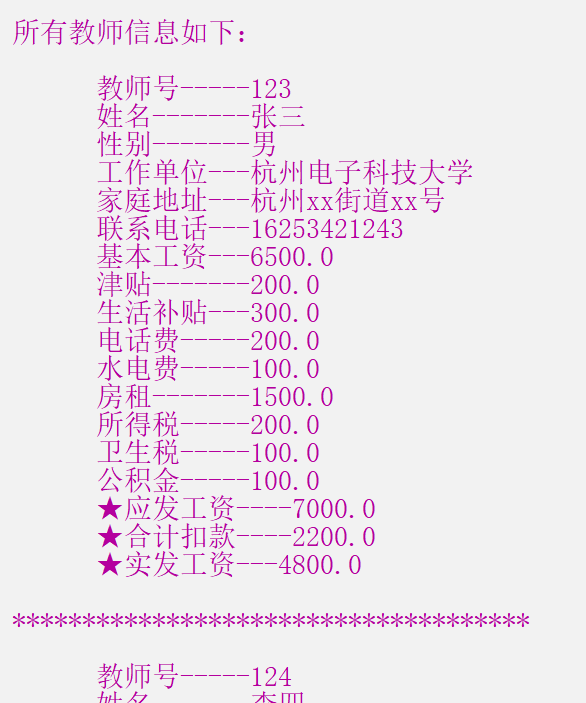 所有教师信息如下：
教师号-----123
姓名-------张三
性别-------男
工作单位---杭州电子科技大学
家庭地址---杭州xx街道xx号
联系电话---16253421243
基本工资---6500.0
津贴-------200.0
生活补贴---300.0
电话费-----200.0
水电费-----100.0
房租-------1500.0
所得税-----200.0
卫生税-----100.0
公积金-----100.0
★应发工资----7000.0
★合计扣款----2200.0
★实发工资---4800.0
*************************************
教师号-----124
姓名-------李四